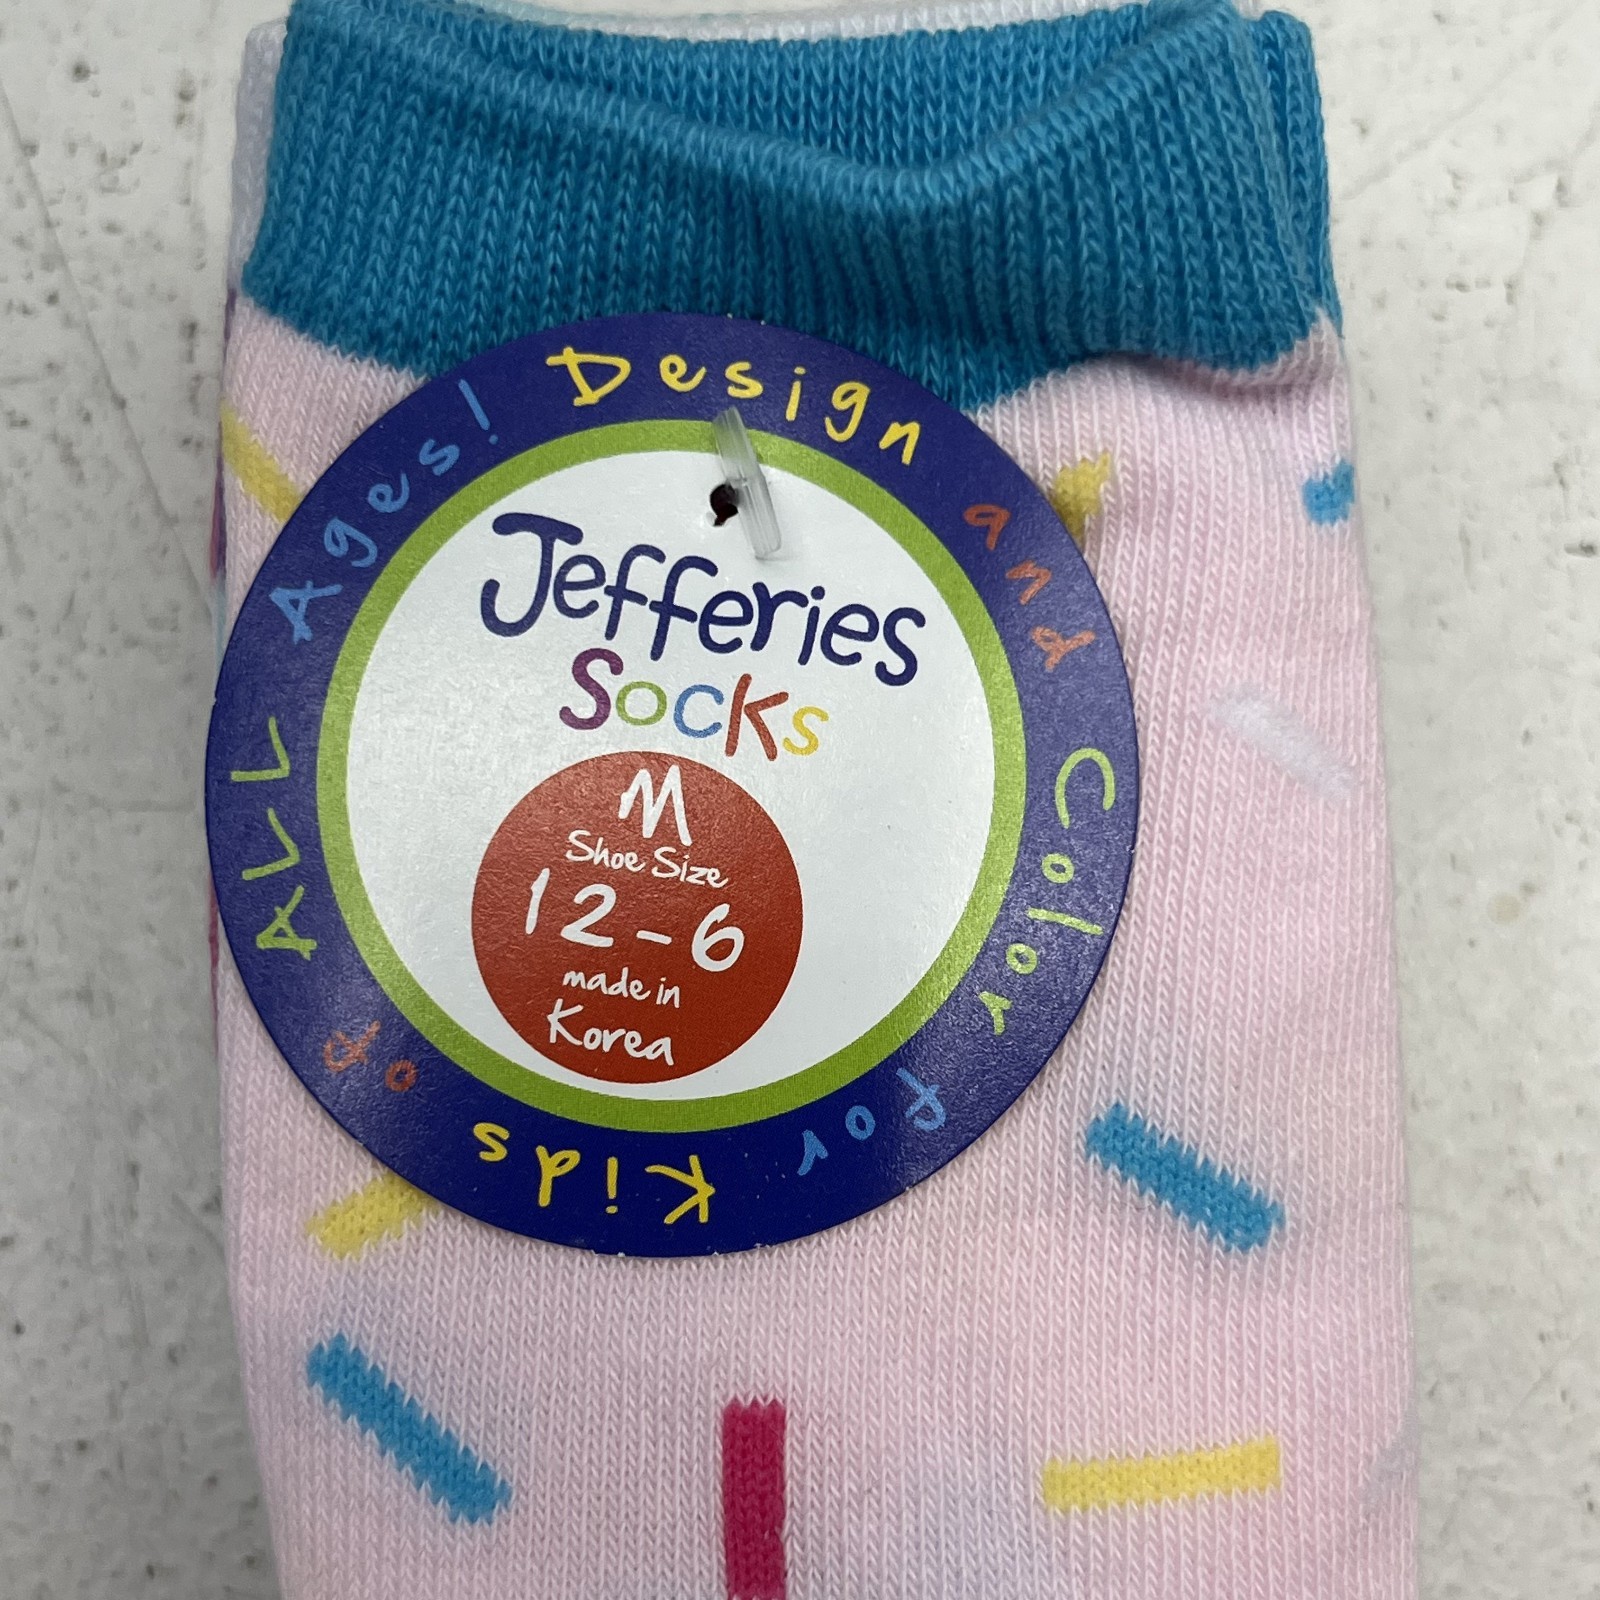 Design and Color for Kids of ALL Ages!
Jefferies
Socks
M
Shoe Size
12-6
made in
Korea